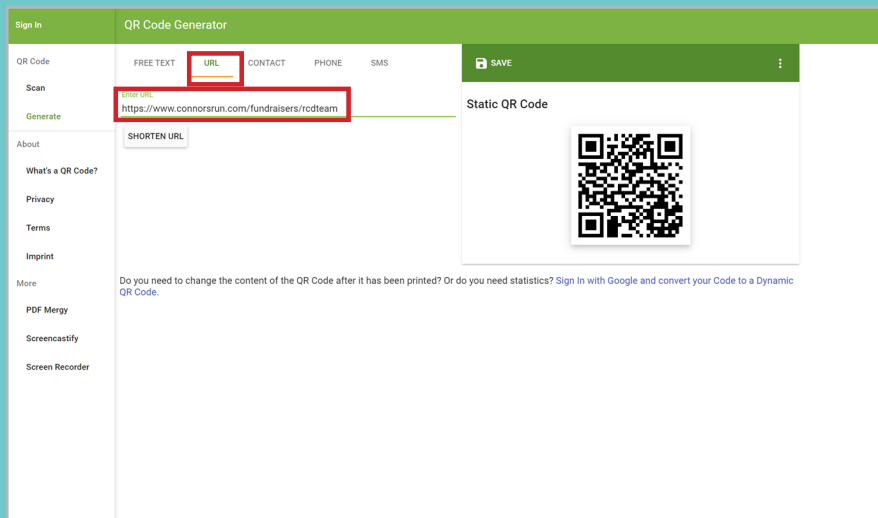 Sign In
QR Code Generator
QR Code
Scan
Generate
About
What's a QR Code?
Privacy
Terms
Imprint
More
PDF Mergy
Screencastify
Screen Recorder
FREE TEXT
URL
CONTACT
PHONE
SMS
Enter URL
https://www.connorsrun.com/fundraisers/rcdteam
SHORTEN URL
SAVE
Static QR Code
Do you need to change the content of the QR Code after it has been printed? Or do you need statistics? Sign In with Google and convert your Code to a Dynamic
QR Code.